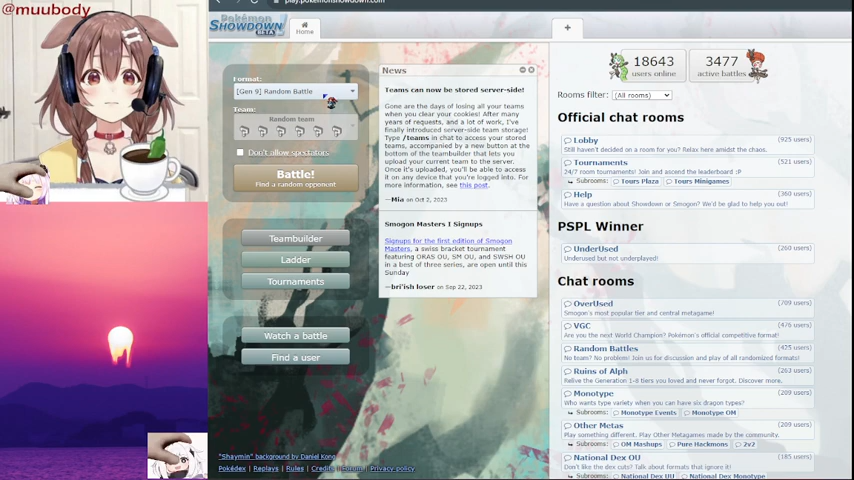 @muubody
play.pokemonshowdown.com
Pokémon
SHOWDOWN
BETA
Home
+
Format:
[Gen 9] Random Battle
Team:
Random team
Don't allow spectators
Battle!
Find a random opponent
Teambuilder
Ladder
Tournaments
Watch a battle
Find a user
"Shaymin" background by Daniel Kong
Pokédex | Replays | Rules | Credits | Forum | Privacy policy
News
Teams can now be stored server-side!
Gone are the days of losing all your teams
when you clear your cookies! After many
years of requests, and a lot of work, I've
finally introduced server-side team storage!
Type /teams in chat to access your stored
teams, accompanied by a new button at the
bottom of the teambuilder that lets you
upload your current team to the server.
Once it's uploaded, you'll be able to access
it on any device that you're logged into. For
more information, see this post.
—Mia on Oct 2, 2023
Smogon Masters I Signups
Signups for the first edition of Smogon
Masters, a swiss bracket tournament
featuring ORAS OU, SM OU, and SWSH OU
in a best of three series, are open until this
Sunday
—bri'ish loser on Sep 22, 2023
18643
users online
3477
active battles
Rooms filter: (All rooms)
Official chat rooms
Lobby (925 users)
Still haven't decided on a room for you? Relax here amidst the chaos.
Tournaments (521 users)
24/7 room tournaments! Join and ascend the leaderboard :P
Subrooms: Tours Plaza Tours Minigames
Help (360 users)
Have a question about Showdown or Smogon? We'd be glad to help you out!
PSPL Winner
UnderUsed (260 users)
Underused but not underplayed!
Chat rooms
OverUsed (709 users)
Smogon's most popular tier and central metagame!
VGC (476 users)
Are you the next World Champion? Pokémon's official competitive format!
Random Battles (425 users)
No team? No problem! Join us for discussion and play of all randomized formats!
Ruins of Alph (263 users)
Relive the Generation 1-8 tiers you loved and never forgot. Discover more.
Monotype (209 users)
Who wants type variety when you can have six dragon types?
Subrooms: Monotype Events Monotype OM
Other Metas (209 users)
Play something different. Play Other Metagames made by the community.
Subrooms: OM Mashups Pure Hackmons 2v2
National Dex OU (185 users)
Don't like the dex cuts? Talk about formats that ignore it!
Subrooms: National Dex UU National Dex Monotype